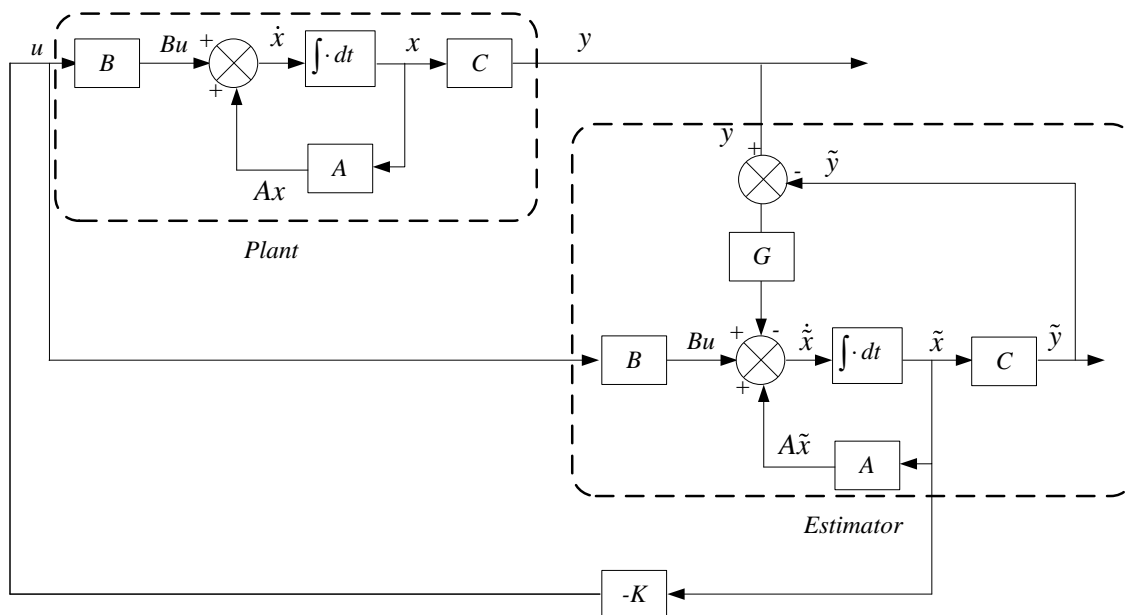 u
B
Bu
+
+
ẋ
∫· dt
x
C
y
A
Ax
Plant
y
+
-
ỹ
G
B
Bu
+
-
+
x̃̇
∫· dt
x̃
C
ỹ
Ax̃
A
Estimator
-K